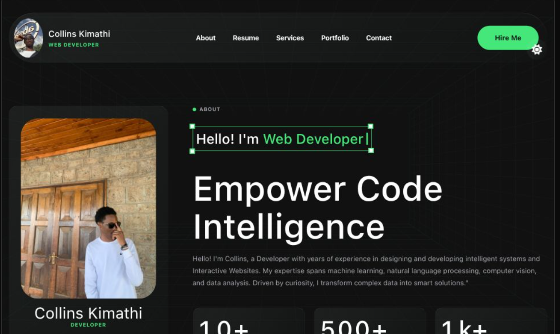 Collins Kimathi
WEB DEVELOPER
About Resume Services Portfolio Contact
Hire Me
ABOUT
Hello! I'm Web Developer|
Empower Code
Intelligence
Hello! I'm Collins, a Developer with years of experience in designing and developing intelligent systems and
Interactive Websites. My expertise spans machine learning, natural language processing, computer vision,
and data analysis. Driven by curiosity, I transform complex data into smart solutions."
Collins Kimathi
DEVELOPER
10+ 500+ 1k+